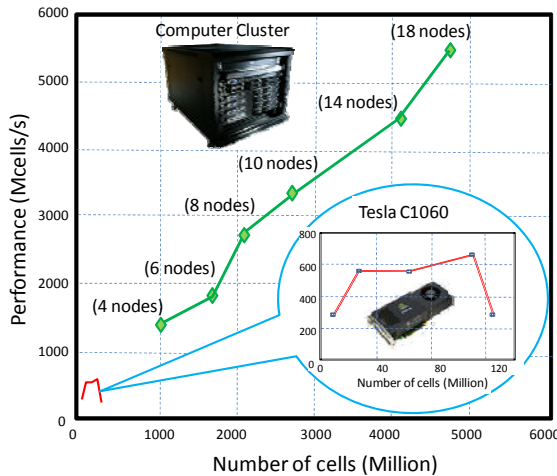 6000
5000
4000
3000
2000
1000
0
Performance (Mcells/s)
Computer Cluster
(18 nodes)
(14 nodes)
(10 nodes)
(8 nodes)
(6 nodes)
(4 nodes)
Tesla C1060
800
600
400
200
0
40
80
120
Number of cells (Million)
0
1000
2000
3000
4000
5000
6000
Number of cells (Million)